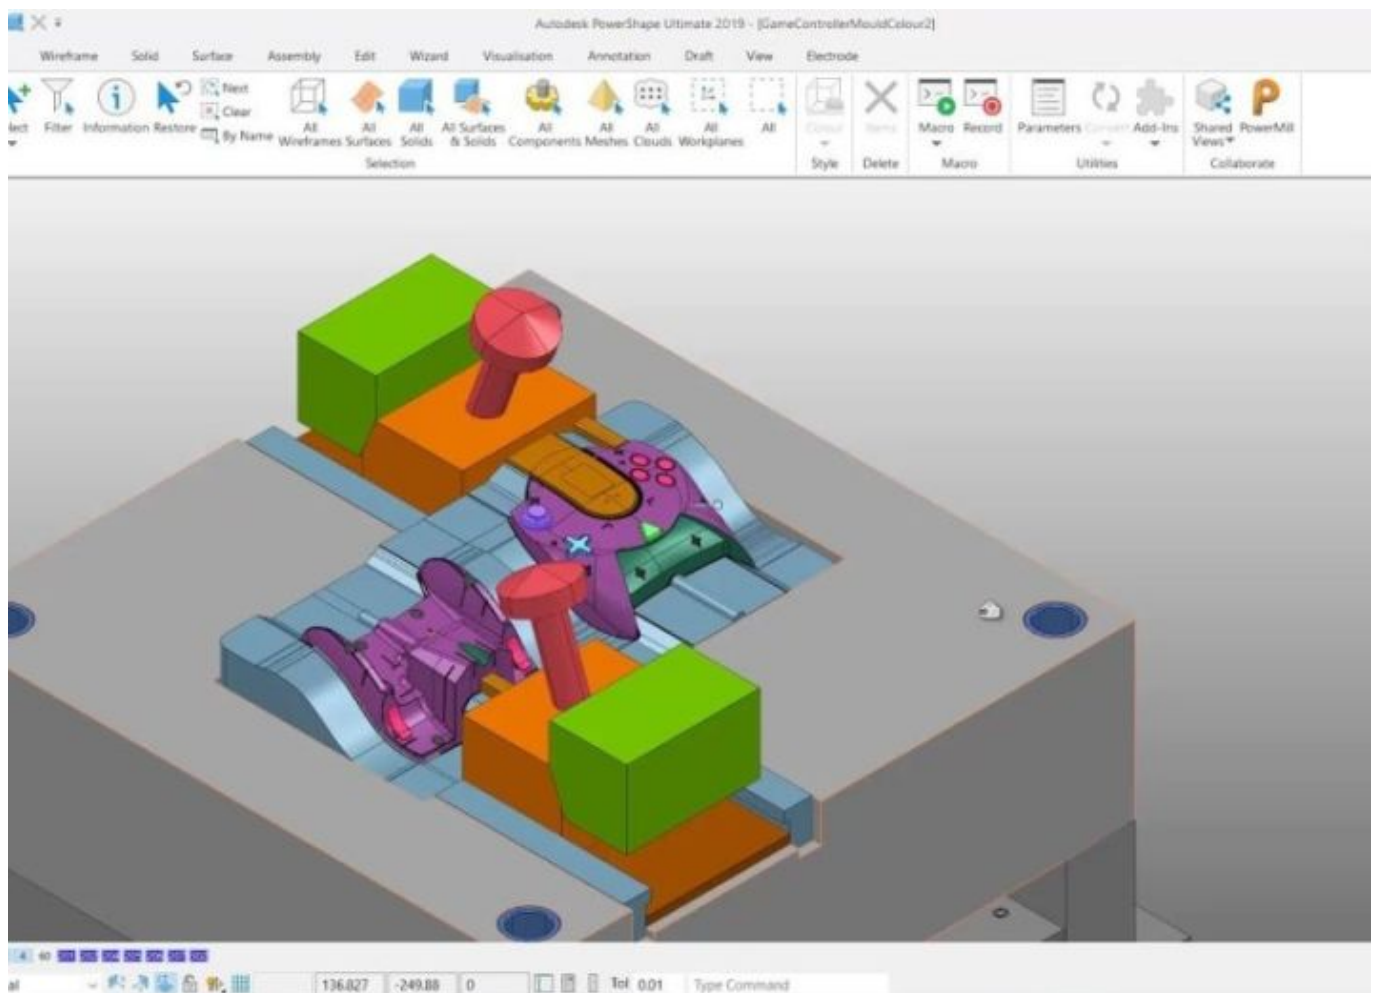 Autodesk PowerShape Ultimate 2019 - [GameControllerMouldColour2]
Wireframe Solid Surface Assembly Edit Wizard Visualisation Annotation Draft View Electrode
Next
Clear
By Name
Filter Information Restore
All Wireframes
All Surfaces
All Solids
All Surfaces & Solids
All Components
All Meshes
All Clouds
All Workplanes
All
Macro Record
Parameters Convert Add-Ins
Shared Views
PowerMill
Selection Style Delete Macro Utilities Collaborate
4 60
136.827 -249.88 0 Tol 0.01 Type Command